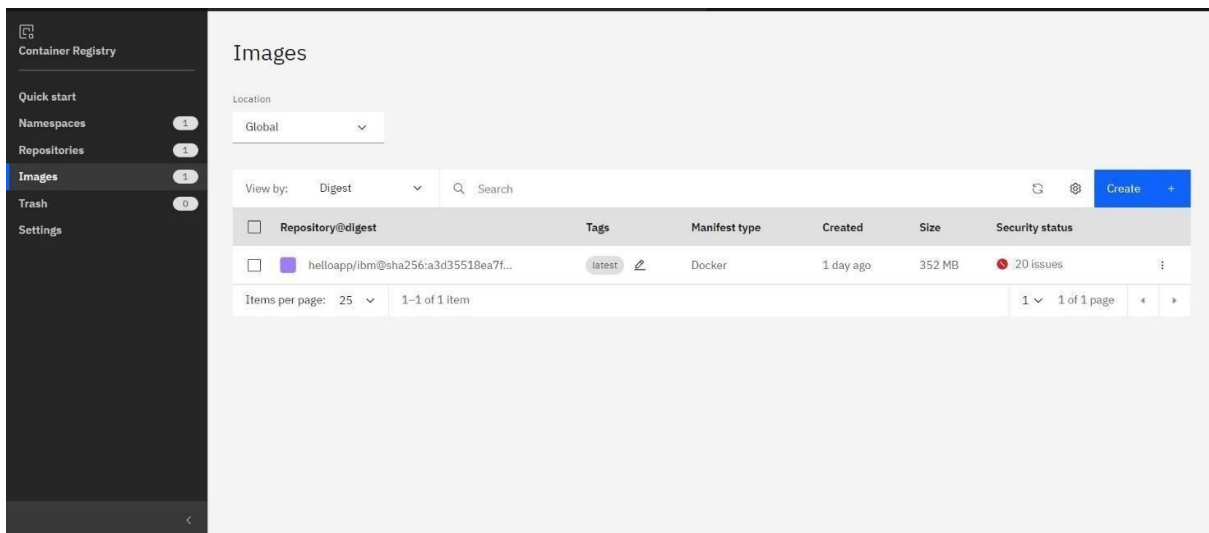 Container Registry
Quick start
Namespaces 1
Repositories 1
Images 1
Trash 0
Settings
Images
Location
Global
View by: Digest Search Create +
Repository@digest Tags Manifest type Created Size Security status
helloapp/ibm@sha256:a3d35518ea7f... latest Docker 1 day ago 352 MB 20 issues
Items per page: 25 1–1 of 1 item 1 1 of 1 page